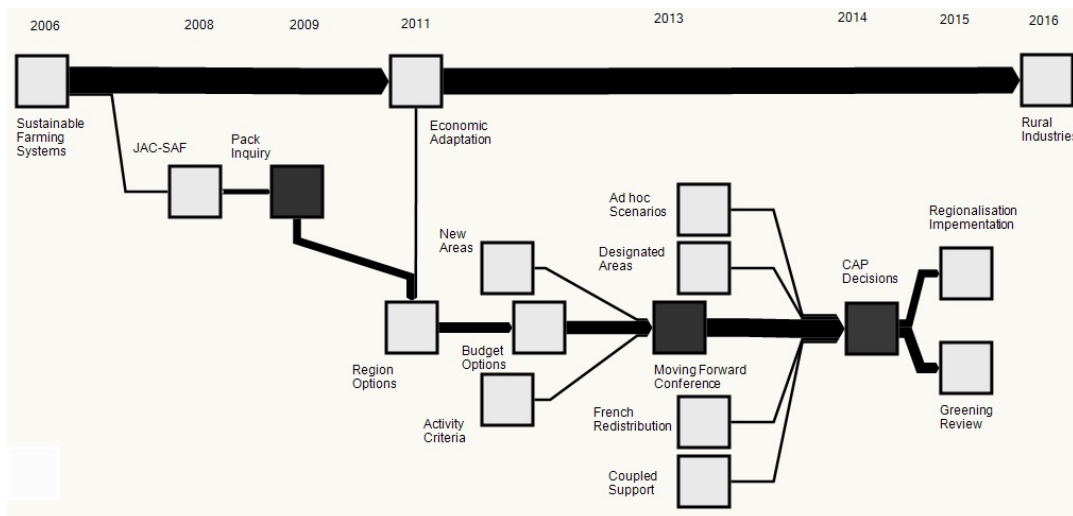 2006
2008
2009
2011
2013
2014
2015
2016
Sustainable
Farming
Systems
Economic
Adaptation
Rural
Industries
JAC-SAF
Pack
Inquiry
Ad hoc
Scenarios
Regionalisation
Impementation
New
Areas
Designated
Areas
CAP
Decisions
Region
Options
Budget
Options
Moving Forward
Conference
Activity
Criteria
French
Redistribution
Greening
Review
Coupled
Support